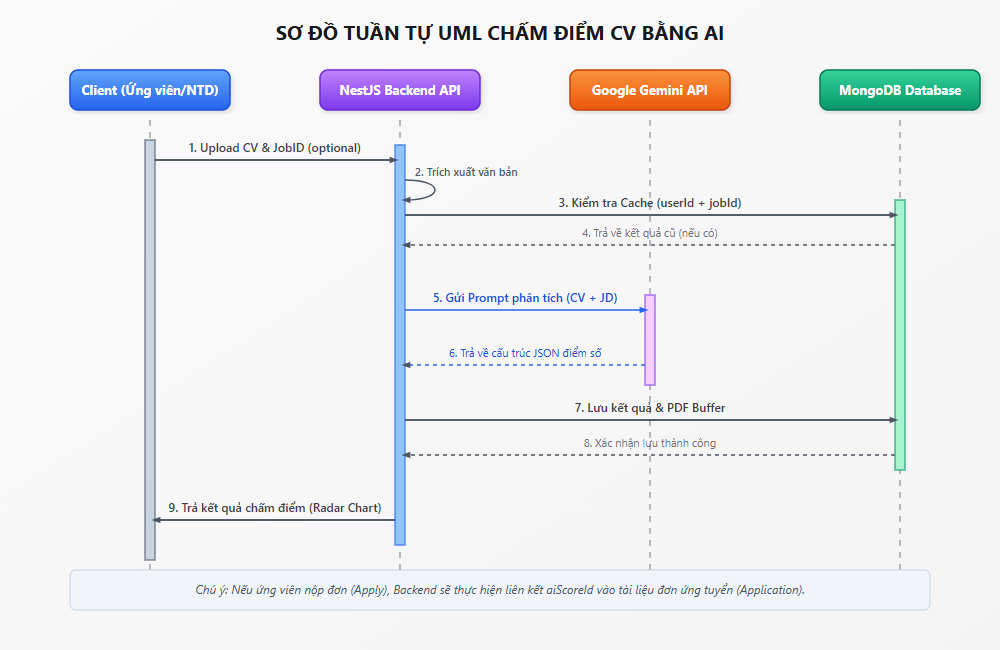 SƠ ĐỒ TUẦN TỰ UML CHẤM ĐIỂM CV BẰNG AI
Client (Ứng viên/NTD)
NestJS Backend API
Google Gemini API
MongoDB Database
1. Upload CV & JobID (optional)
2. Trích xuất văn bản
3. Kiểm tra Cache (userId + jobId)
4. Trả về kết quả cũ (nếu có)
5. Gửi Prompt phân tích (CV + JD)
6. Trả về cấu trúc JSON điểm số
7. Lưu kết quả & PDF Buffer
8. Xác nhận lưu thành công
9. Trả kết quả chấm điểm (Radar Chart)
Chú ý: Nếu ứng viên nộp đơn (Apply), Backend sẽ thực hiện liên kết aiScoreId vào tài liệu đơn ứng tuyển (Application).